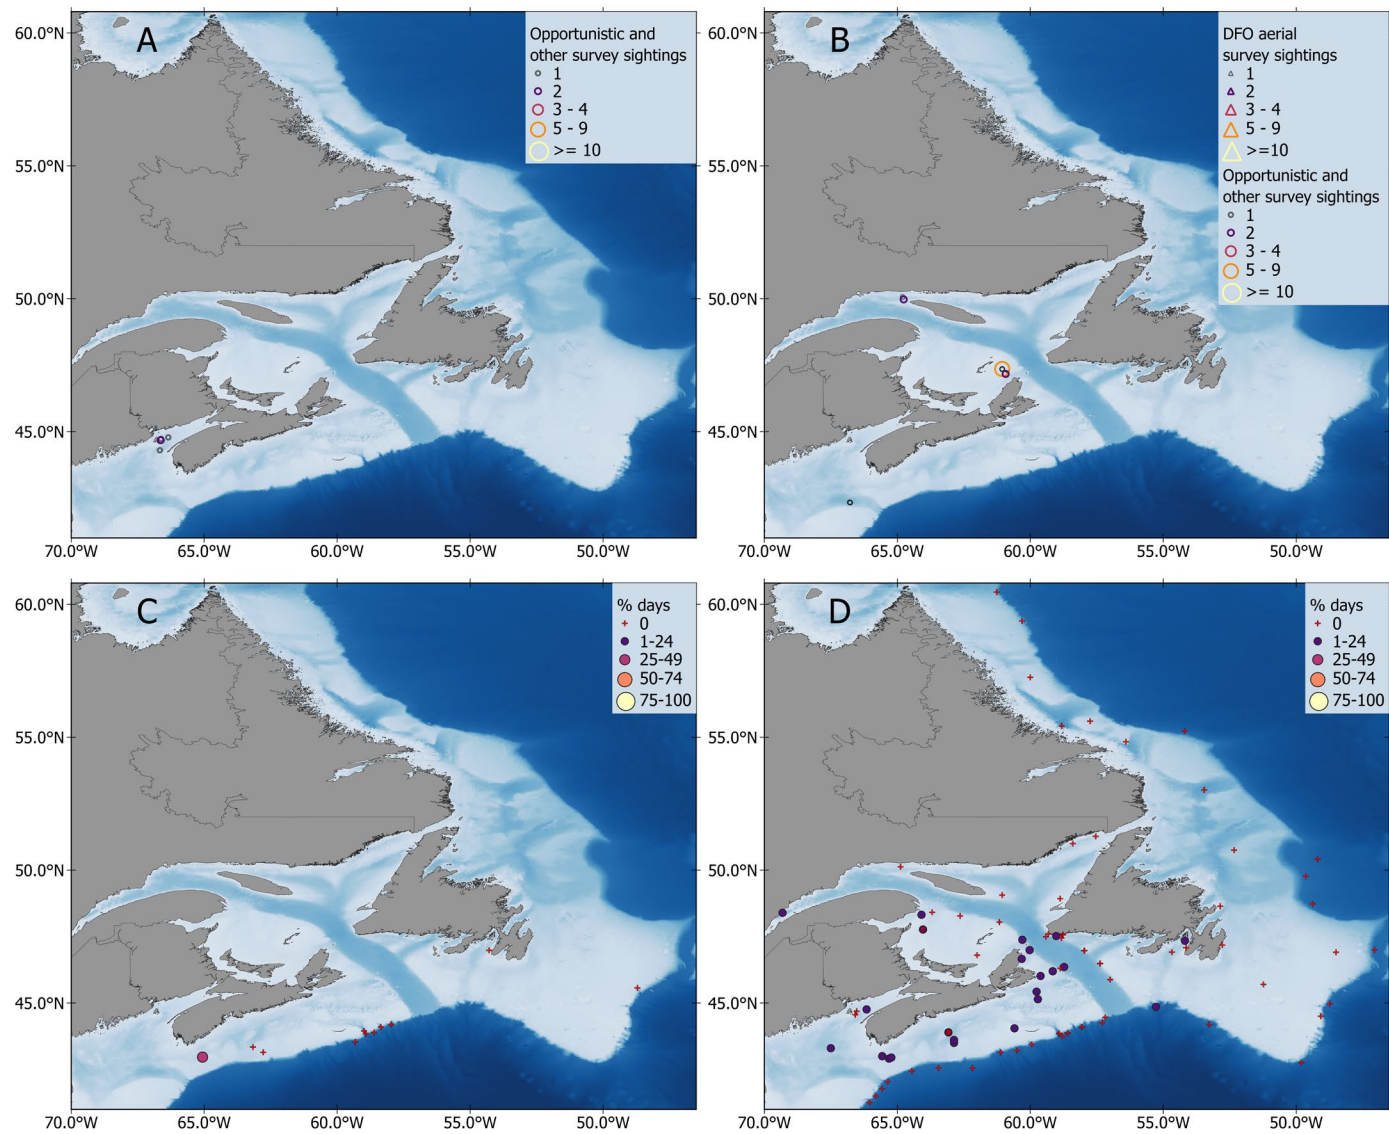 A
60.0°N
55.0°N
50.0°N
45.0°N
70.0°W
65.0°W
60.0°W
55.0°W
50.0°W
Opportunistic and
other survey sightings
1
2
3 - 4
5 - 9
>= 10
B
60.0°N
55.0°N
50.0°N
45.0°N
70.0°W
65.0°W
60.0°W
55.0°W
50.0°W
DFO aerial
survey sightings
1
2
3 - 4
5 - 9
>=10
Opportunistic and
other survey sightings
1
2
3 - 4
5 - 9
>= 10
C
60.0°N
55.0°N
50.0°N
45.0°N
70.0°W
65.0°W
60.0°W
55.0°W
50.0°W
% days
0
1-24
25-49
50-74
75-100
D
60.0°N
55.0°N
50.0°N
45.0°N
70.0°W
65.0°W
60.0°W
55.0°W
50.0°W
% days
0
1-24
25-49
50-74
75-100